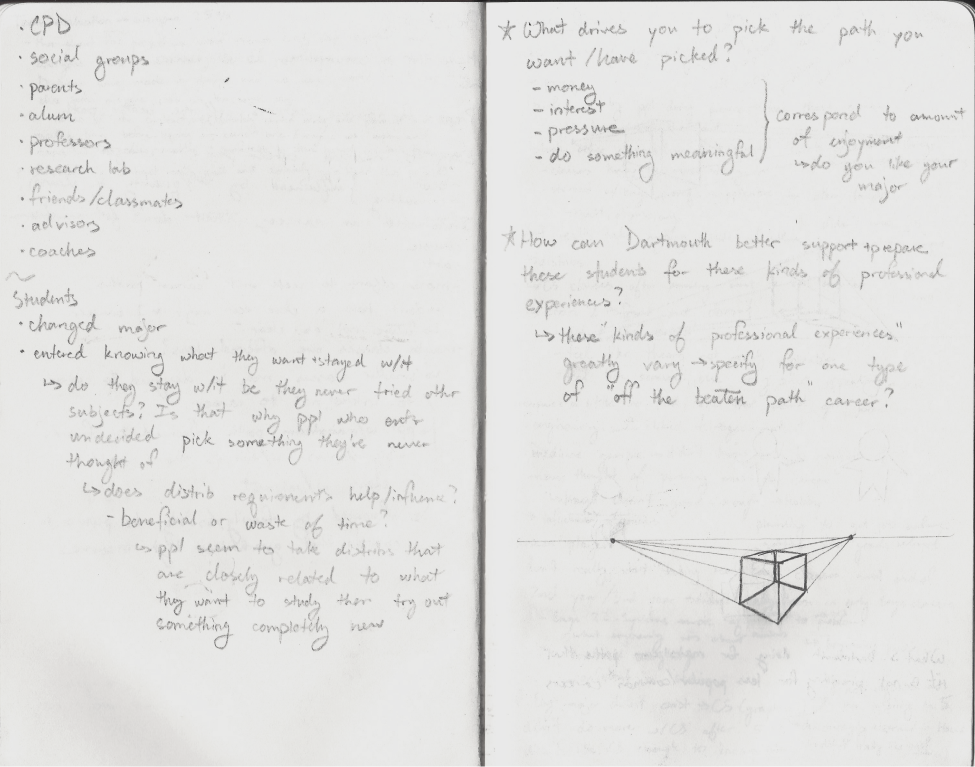 · CPD
· social groups
· parents
· alum
· professors
· research lab
· friends/classmates
· advisors
· coaches
~
Students
· changed major
· entered knowing what they want + stayed w/it
↳ do they stay w/it bc they never tried othr
subjects? Is that why ppl who
undecided pick something they're never
thought of
↳ does distrib requirements help/influence?
- beneficial or waste of time?
↳ ppl seem to take distribs that
are closely related to what
they want to study then try out
something completely new
* What drives you to pick the path you
want/have picked?
- money
- interest
- pressure
- do something meaningful
correspond to amount
of enjoyment
↳ do you like your
major
* How can Dartmouth better support + prepare
these students for these kinds of professional
experiences?
↳ these "kinds of professional experiences"
greatly vary → specify for one type
of "off the beaten path" career?